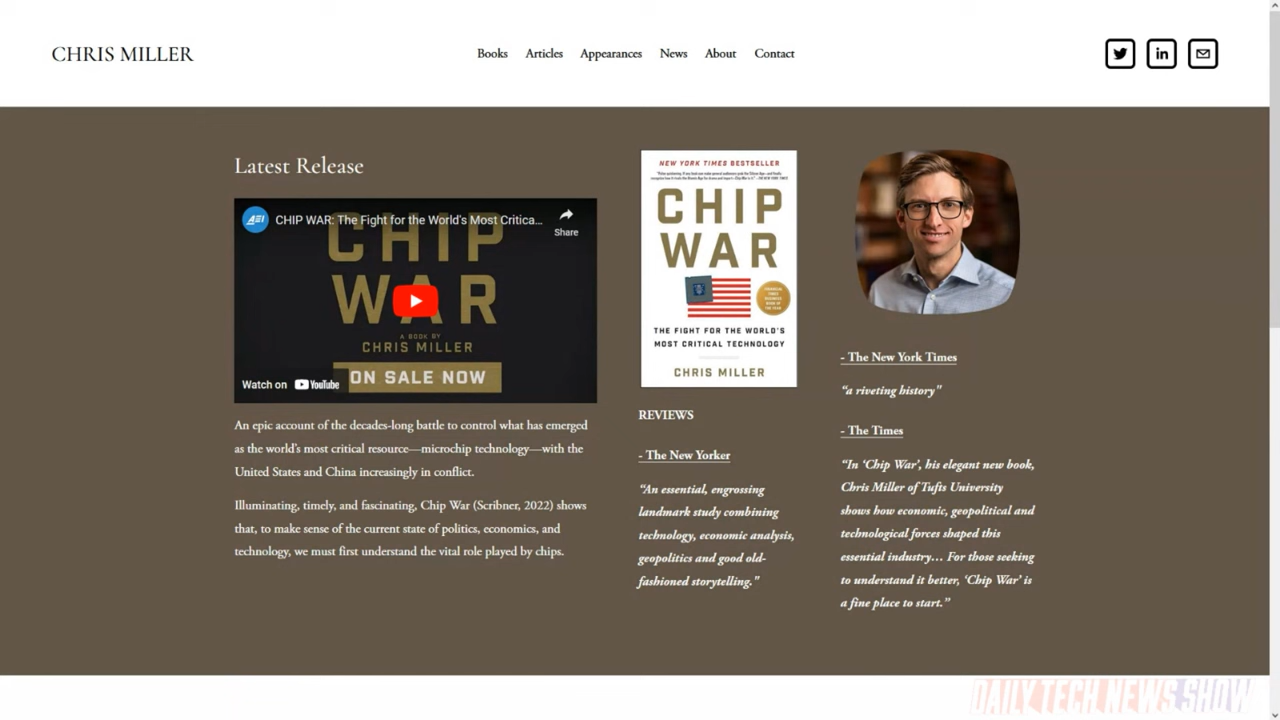 CHRIS MILLER
Books Articles Appearances News About Contact
Latest Release
CHIP WAR: The Fight for the World's Most Critica...
Share
CHIP
WAR
A BOOK BY
CHRIS MILLER
ON SALE NOW
Watch on YouTube
An epic account of the decades-long battle to control what has emerged
as the world's most critical resource—microchip technology—with the
United States and China increasingly in conflict.
Illuminating, timely, and fascinating, Chip War (Scribner, 2022) shows
that, to make sense of the current state of politics, economics, and
technology, we must first understand the vital role played by chips.
NEW YORK TIMES BESTSELLER
CHIP
WAR
THE FIGHT FOR THE WORLD'S
MOST CRITICAL TECHNOLOGY
CHRIS MILLER
REVIEWS
- The New Yorker
“An essential, engrossing
landmark study combining
technology, economic analysis,
geopolitics and good old-
fashioned storytelling."
- The New York Times
“a riveting history"
- The Times
“In ‘Chip War’, his elegant new book,
Chris Miller of Tufts University
shows how economic, geopolitical and
technological forces shaped this
essential industry… For those seeking
to understand it better, ‘Chip War’ is
a fine place to start.”
DAILY TECH NEWS SHOW